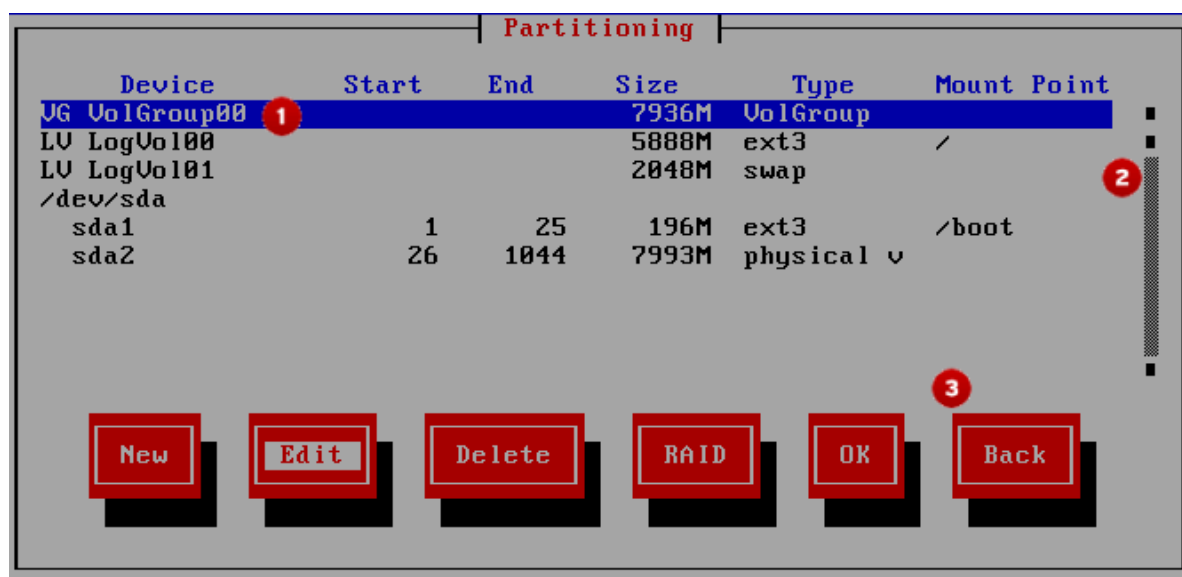 Partitioning
Device Start End Size Type Mount Point
VG VolGroup00 1 7936M VolGroup
LV LogVol00 5888M ext3 /
LV LogVol01 2048M swap 2
/dev/sda
sda1 1 25 196M ext3 /boot
sda2 26 1044 7993M physical v
3
New Edit Delete RAID OK Back